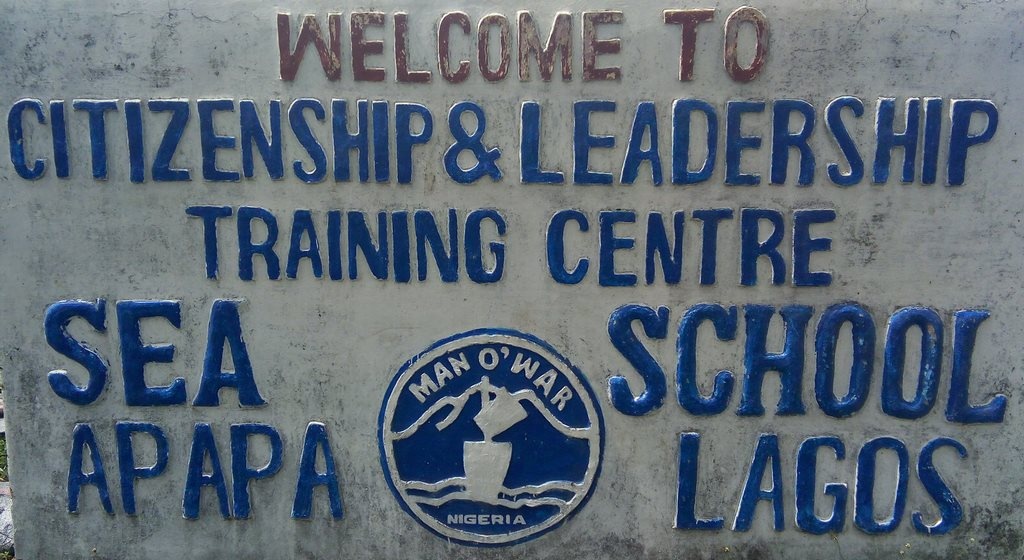 WELCOME TO
CITIZENSHIP & LEADERSHIP
TRAINING CENTRE
SEA SCHOOL
APAPA LAGOS
MAN O'WAR
NIGERIA